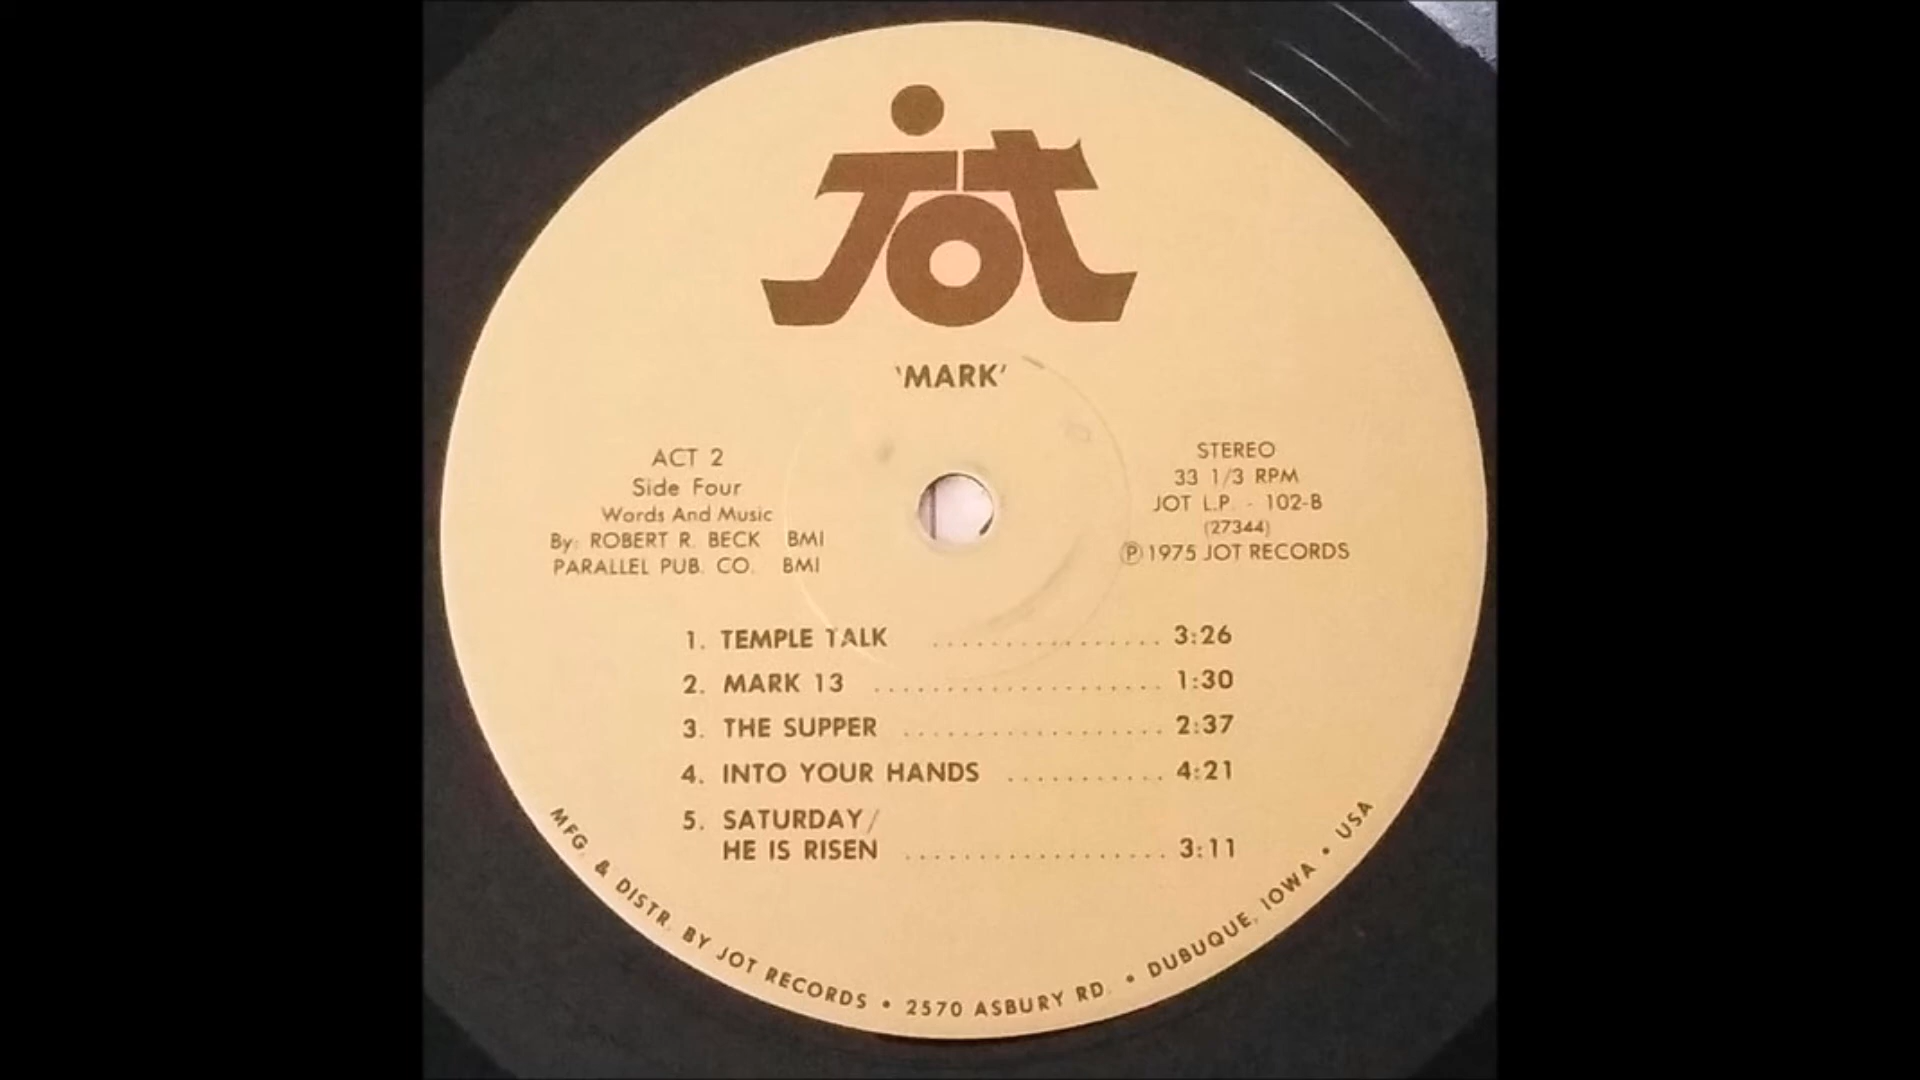 jot
'MARK'
ACT 2
Side Four
Words And Music
By: ROBERT R. BECK BMI
PARALLEL PUB. CO. BMI
STEREO
33 1/3 RPM
JOT L.P. - 102-B
(27344)
Ⓟ1975 JOT RECORDS
1. TEMPLE TALK ................ 3:26
2. MARK 13 .................... 1:30
3. THE SUPPER .................. 2:37
4. INTO YOUR HANDS ........... 4:21
5. SATURDAY/
HE IS RISEN .................. 3:11
MFG. & DISTR. BY JOT RECORDS • 2570 ASBURY RD. • DUBUQUE, IOWA • USA